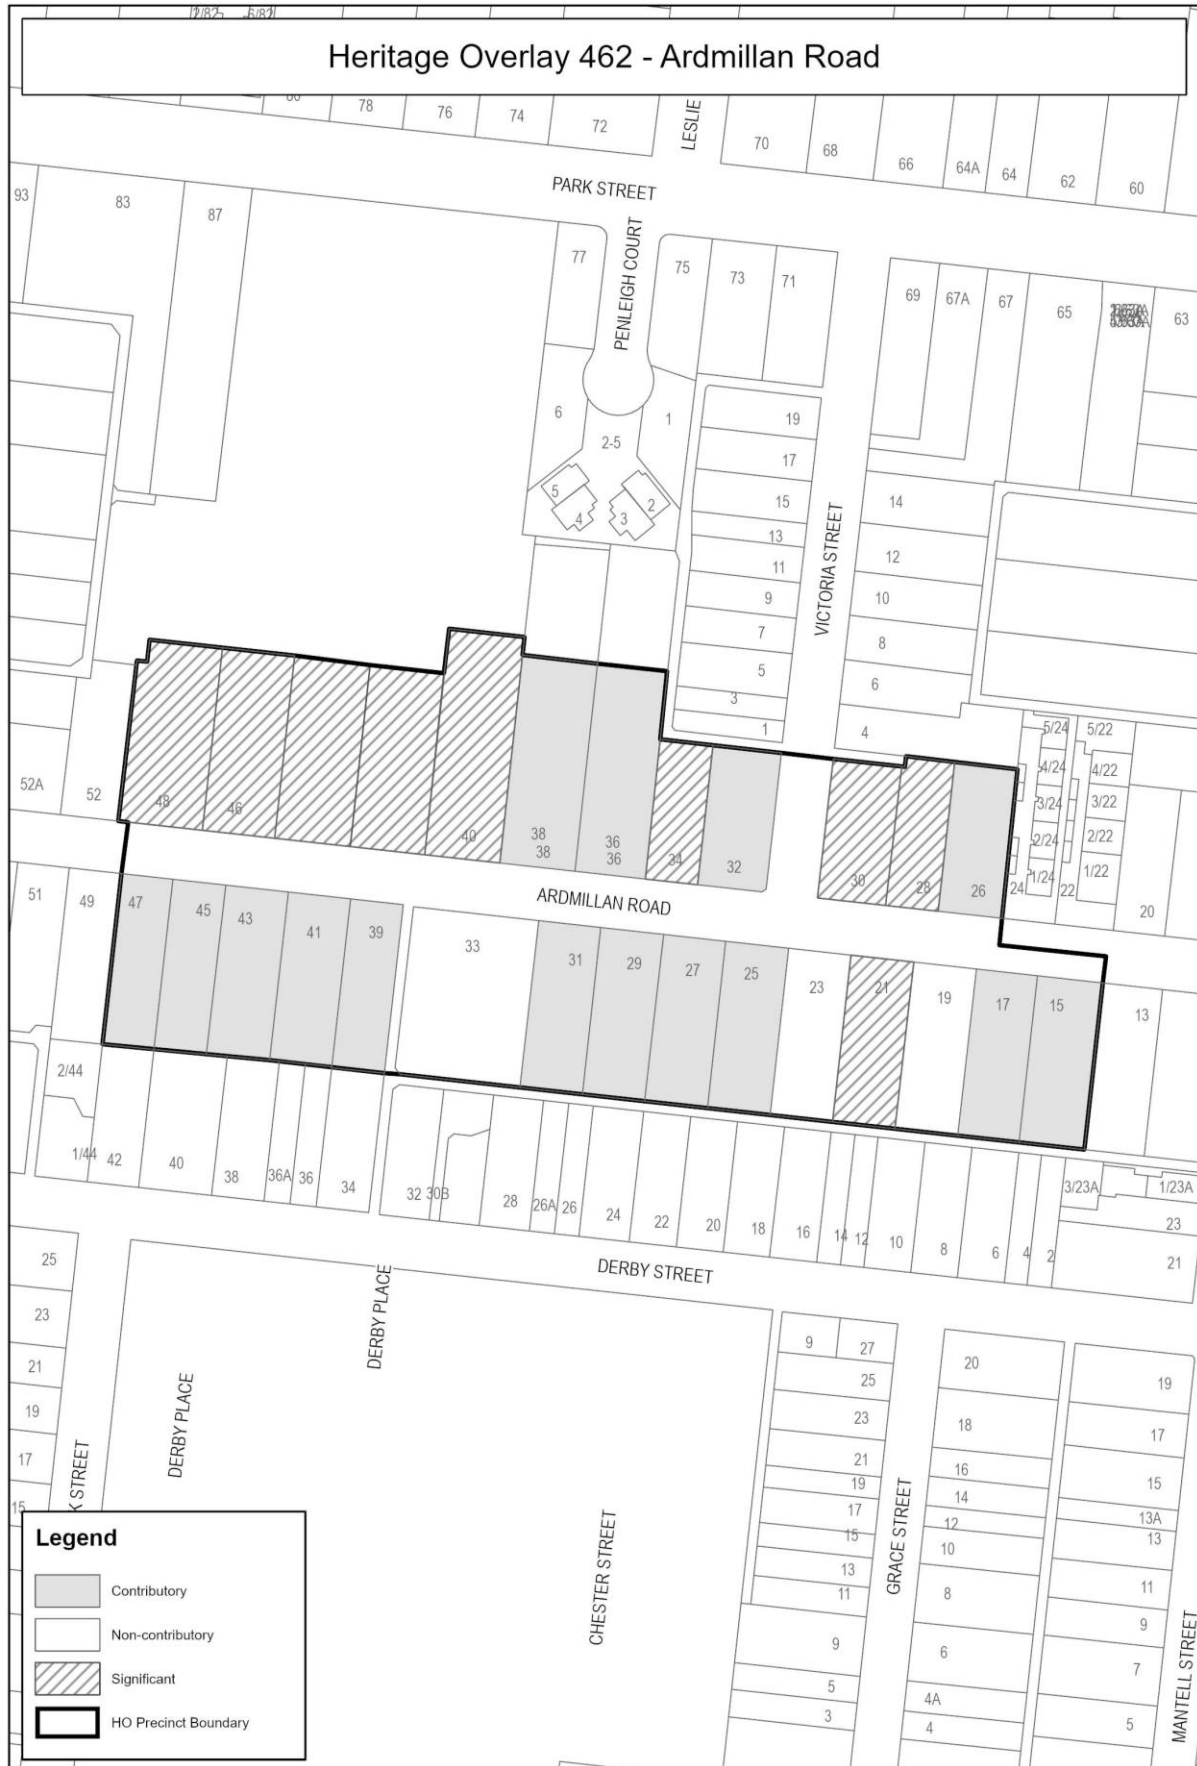 2/82 6/82
Heritage Overlay 462 - Ardmillan Road
80 78 76 74 72 LESLIE 70 68 66 64A 64 62 60
PARK STREET
93 83 87 77 PENLEIGH COURT 75 73 71 69 67A 67 65 63
6 2-5 1
5 4 3 2
19
17
15
13
11
9
7
5
3
1
VICTORIA STREET
14
12
10
8
6
4
5/24 5/22
4/24 4/22
3/24 3/22
2/24 2/22
1/24 1/22
24 22 20
52A 52 48 46 40 38 36 34 32 30 28 26
38 36
ARDMILLAN ROAD
51 49 47 45 43 41 39 33 31 29 27 25 23 21 19 17 15 13
2/44
1/44 42 40 38 36A 36 34 32 30B 28 26A 26 24 22 20 18 16 14 12 10 8 6 4 2
3/23A 1/23A
23
21
DERBY STREET
DERBY PLACE
DERBY PLACE
25
23
21
19
17
15
K STREET
CHESTER STREET
9 27
25
23
21
19
17
15
13
11
9
5
3
GRACE STREET
20
18
16
14
12
10
8
6
4A
4
19
17
15
13A
13
11
9
7
5
MANTELL STREET
Legend
Contributory
Non-contributory
Significant
HO Precinct Boundary